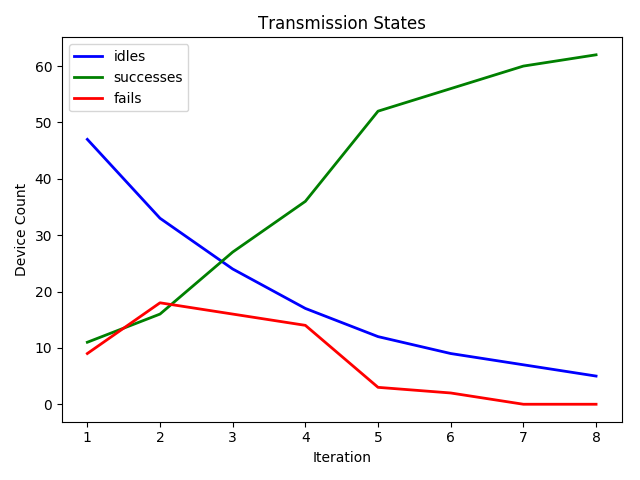 Transmission States
idles
successes
fails
Device Count
60
50
40
30
20
10
0
1 2 3 4 5 6 7 8
Iteration